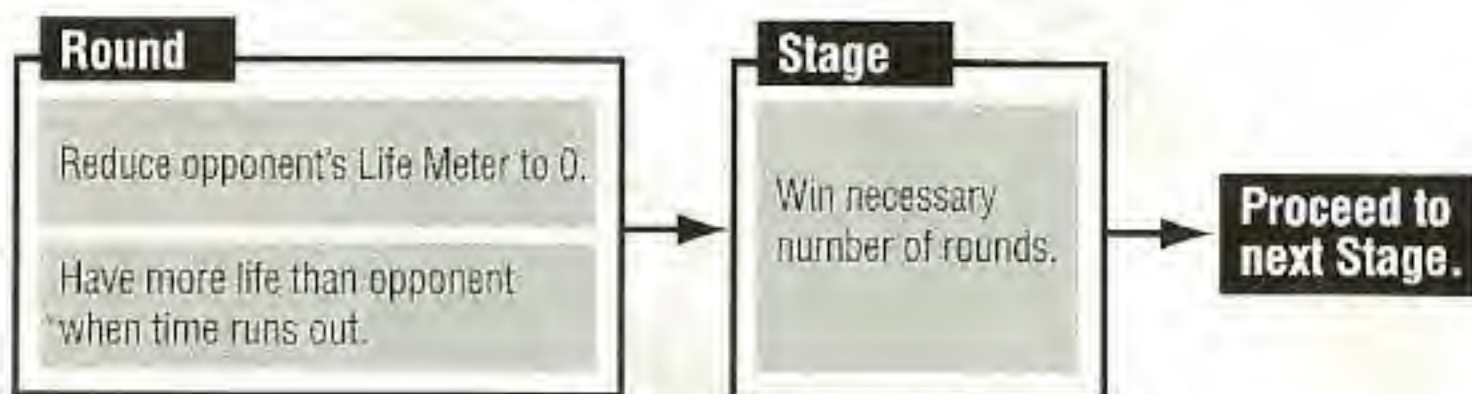 Round
Reduce opponent's Life Meter to 0.
Have more life than opponent
when time runs out.
Stage
Win necessary
number of rounds.
Proceed to
next Stage.